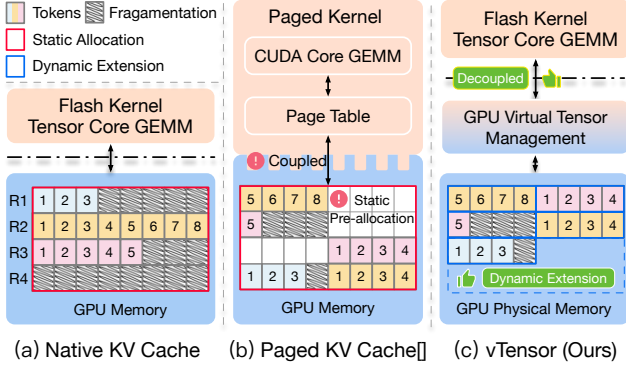 Tokens
Fragamentation
Static Allocation
Dynamic Extension
Flash Kernel
Tensor Core GEMM
R1 1 2 3
R2 1 2 3 4 5 6 7 8
R3 1 2 3 4 5
R4
GPU Memory
(a) Native KV Cache
Paged Kernel
CUDA Core GEMM
Page Table
! Coupled
5 6 7 8 ! Static
5 Pre-allocation
1 2 3 4
1 2 3 1 2 3 4
GPU Memory
(b) Paged KV Cache[]
Flash Kernel
Tensor Core GEMM
Decoupled
GPU Virtual Tensor
Management
5 6 7 8 1 2 3 4
5 1 2 3 4
1 2 3
Dynamic Extension
GPU Physical Memory
(c) vTensor (Ours)